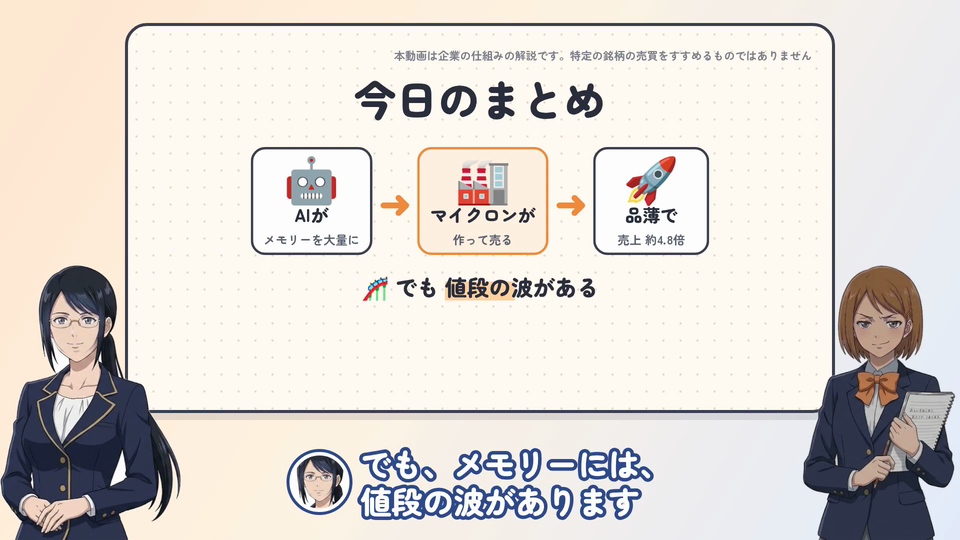 本動画は企業の仕組みの解説です。特定の銘柄の売買をすすめるものではありません
今日のまとめ
AIが
メモリーを大量に
マイクロンが
作って売る
品薄で
売上 約4.8倍
でも 値段の波がある
でも、メモリーには、
値段の波があります